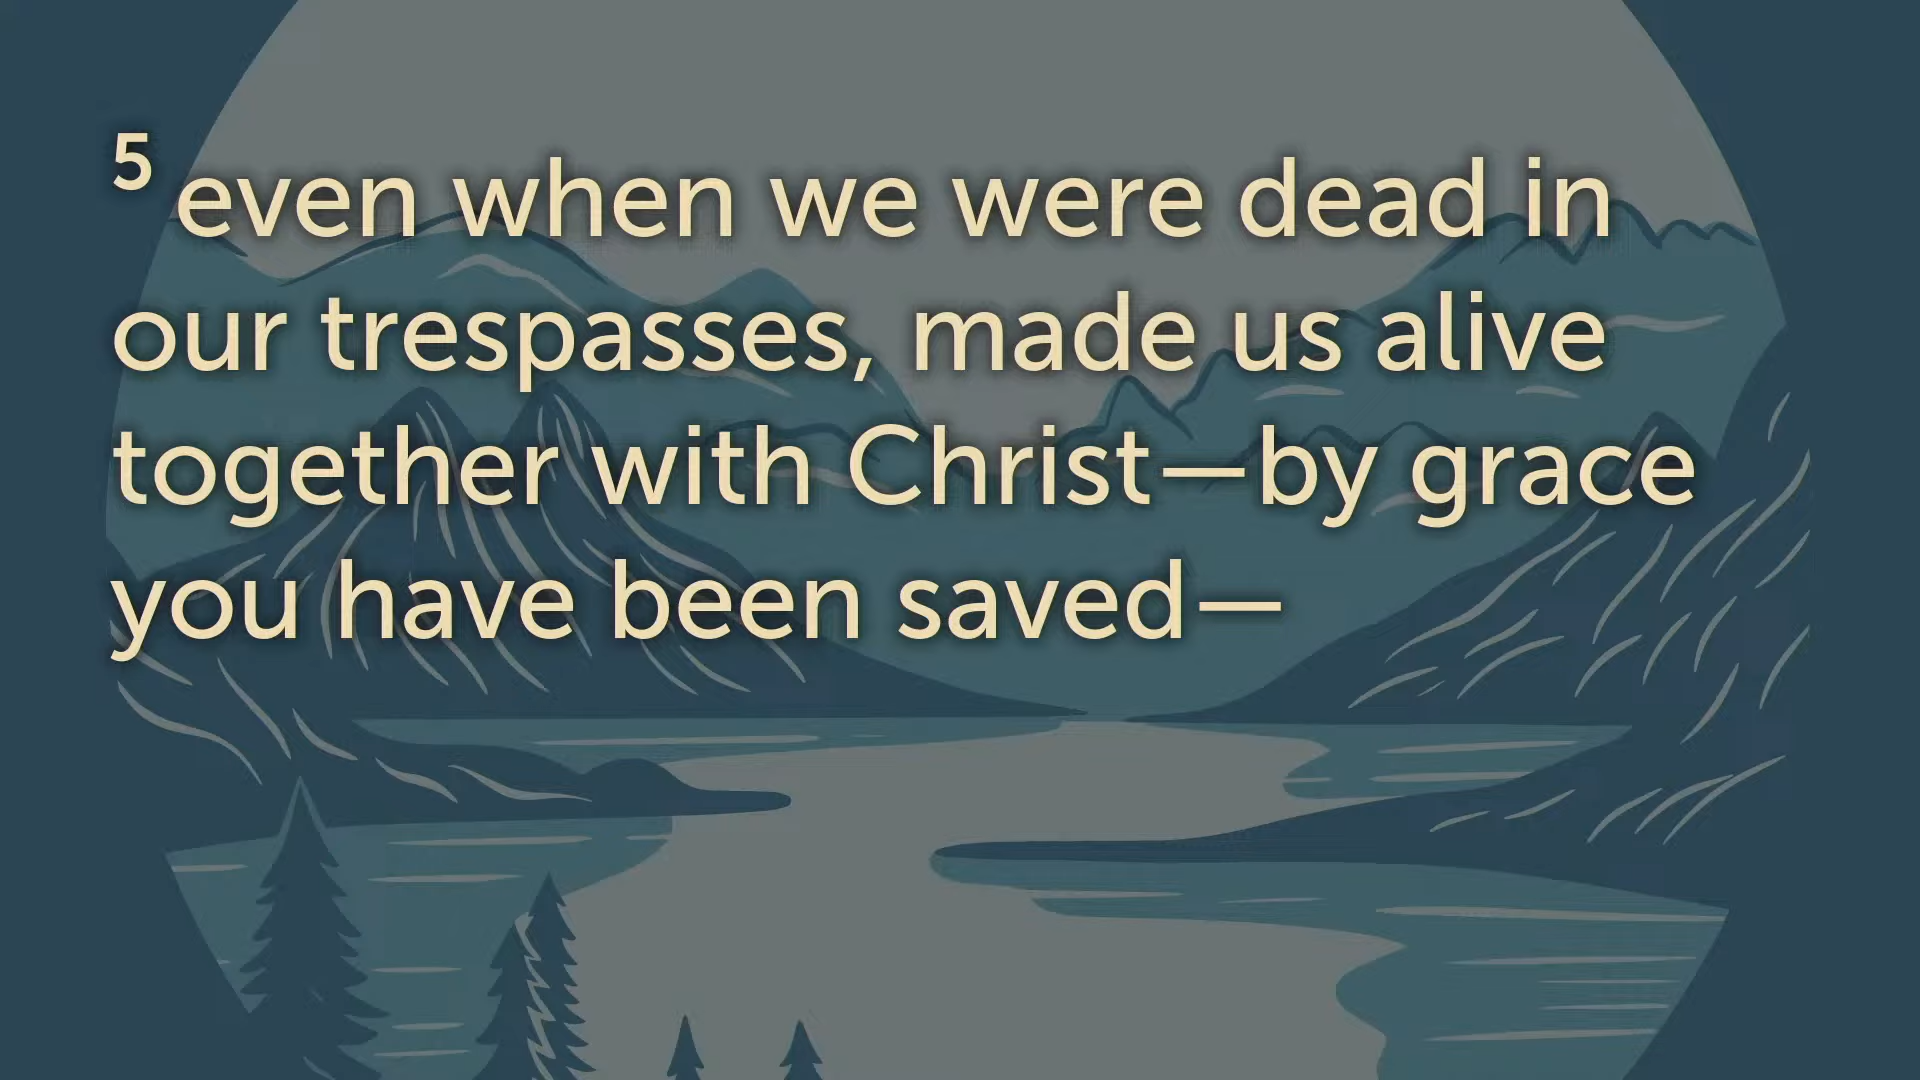 5 even when we were dead in
our trespasses, made us alive
together with Christ—by grace
you have been saved—